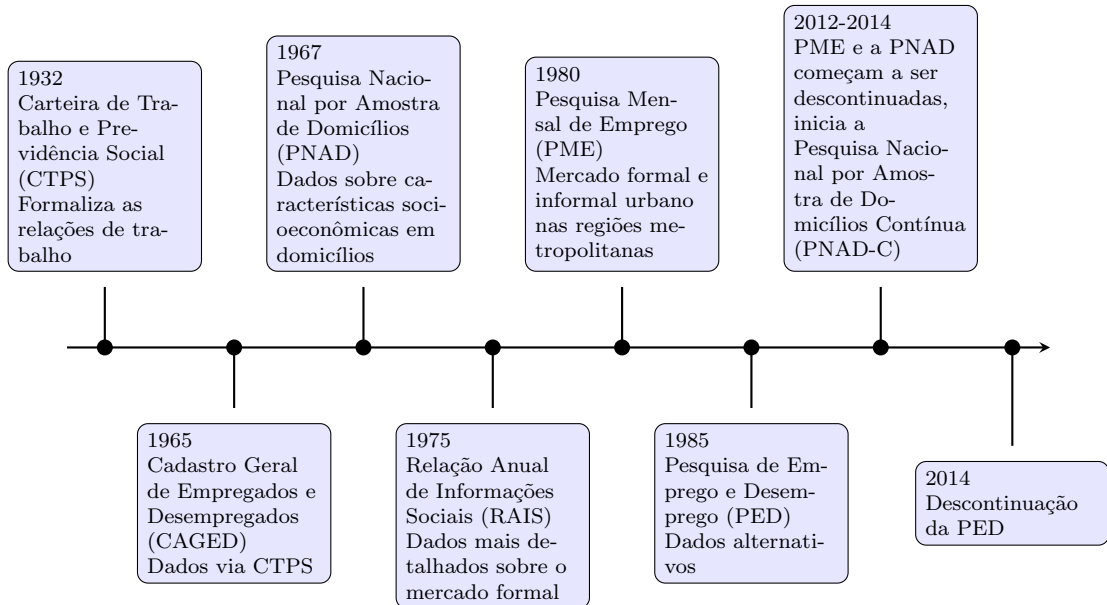 1932
Carteira de Tra-
balho e Pre-
vidência Social
(CTPS)
Formaliza as
relações de tra-
balho
1965
Cadastro Geral
de Empregados e
Desempregados
(CAGED)
Dados via CTPS
1967
Pesquisa Nacio-
nal por Amostra
de Domicílios
(PNAD)
Dados sobre ca-
racterísticas soci-
oeconômicas em
domicílios
1975
Relação Anual
de Informações
Sociais (RAIS)
Dados mais de-
talhados sobre o
mercado formal
1980
Pesquisa Men-
sal de Emprego
(PME)
Mercado formal e
informal urbano
nas regiões me-
tropolitanas
1985
Pesquisa de Em-
prego e Desem-
prego (PED)
Dados alternati-
vos
2012-2014
PME e a PNAD
começam a ser
descontinuadas,
inicia a
Pesquisa Nacio-
nal por Amos-
tra de Do-
micílios Contínua
(PNAD-C)
2014
Descontinuação
da PED